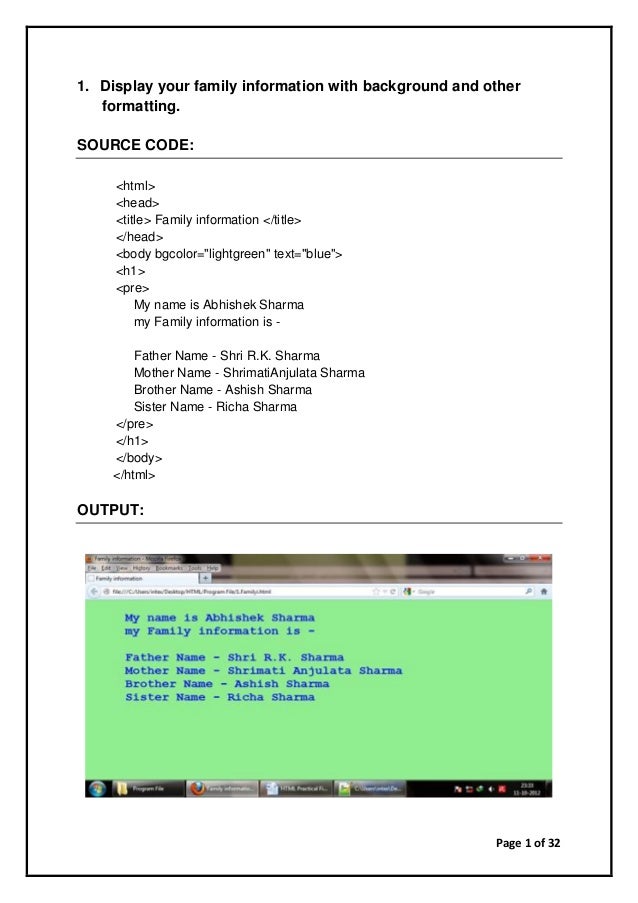 1. Display your family information with background and other
formatting.
SOURCE CODE:
<html>
<head>
<title> Family information </title>
</head>
<body bgcolor="lightgreen" text="blue">
<h1>
<pre>
My name is Abhishek Sharma
my Family information is -
Father Name - Shri R.K. Sharma
Mother Name - ShrimatiAnjulata Sharma
Brother Name - Ashish Sharma
Sister Name - Richa Sharma
</pre>
</h1>
</body>
</html>
OUTPUT:
Family information - Mozilla Firefox
File Edit View History Bookmarks Tools Help
Family information
file:///C:/Users/intex/Desktop/HTML/Program File/1.Family.html Google
My name is Abhishek Sharma
my Family information is -
Father Name - Shri R.K. Sharma
Mother Name - Shrimati Anjulata Sharma
Brother Name - Ashish Sharma
Sister Name - Richa Sharma
Program File Family informatio... HTML Practical Fi... C:\Users\intex\De... 23:33
11-10-2012
Page 1 of 32